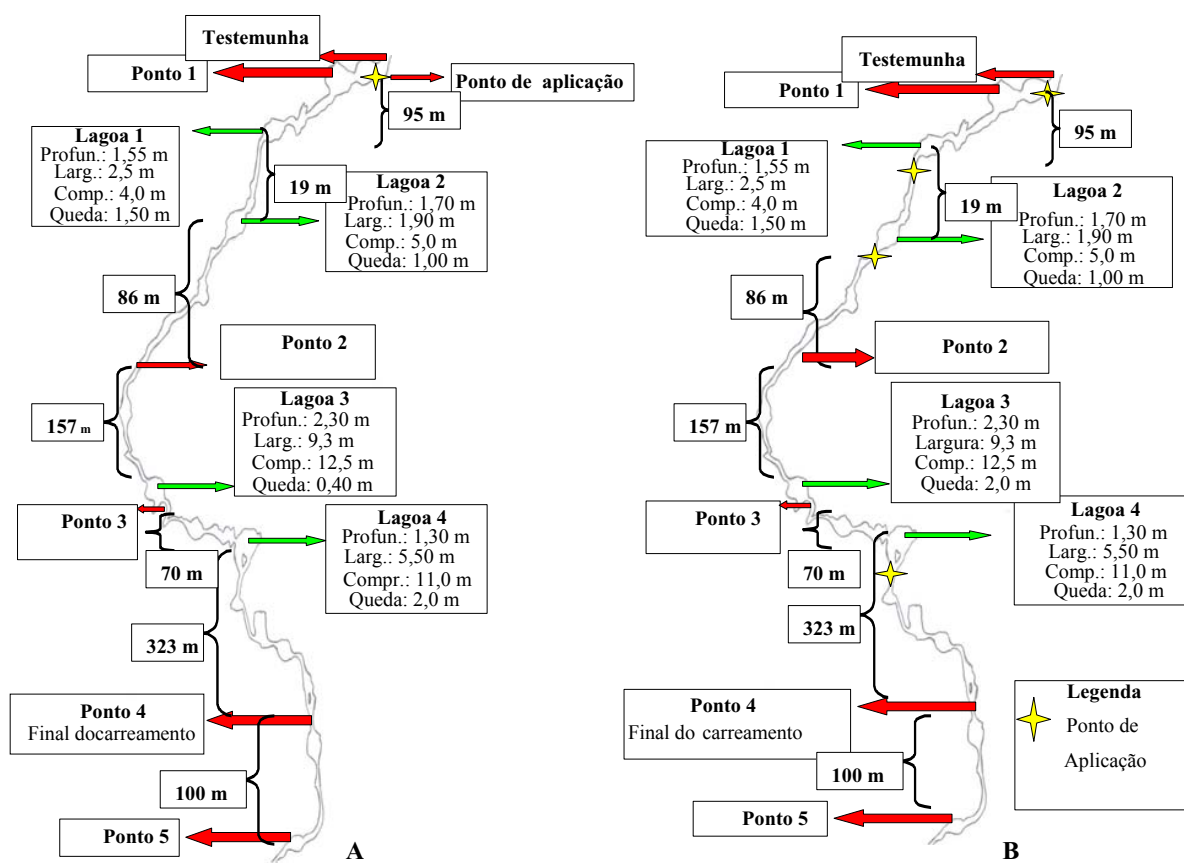 Testemunha
Ponto 1
Ponto de aplicação
95 m
Lagoa 1
Profun.: 1,55 m
Larg.: 2,5 m
Comp.: 4,0 m
Queda: 1,50 m
19 m
Lagoa 2
Profun.: 1,70 m
Larg.: 1,90 m
Comp.: 5,0 m
Queda: 1,00 m
86 m
Ponto 2
157 m
Lagoa 3
Profun.: 2,30 m
Larg.: 9,3 m
Comp.: 12,5 m
Queda: 0,40 m
Ponto 3
70 m
Lagoa 4
Profun.: 1,30 m
Larg.: 5,50 m
Compr.: 11,0 m
Queda: 2,0 m
323 m
Ponto 4
Final docarreamento
100 m
Ponto 5
A
Testemunha
Ponto 1
95 m
Lagoa 1
Profun.: 1,55 m
Larg.: 2,5 m
Comp.: 4,0 m
Queda: 1,50 m
19 m
Lagoa 2
Profun.: 1,70 m
Larg.: 1,90 m
Comp.: 5,0 m
Queda: 1,00 m
86 m
Ponto 2
157 m
Lagoa 3
Profun.: 2,30 m
Largura: 9,3 m
Comp.: 12,5 m
Queda: 2,0 m
Ponto 3
70 m
Lagoa 4
Profun.: 1,30 m
Larg.: 5,50 m
Comp.: 11,0 m
Queda: 2,0 m
323 m
Ponto 4
Final do carreamento
100 m
Ponto 5
B
Legenda
Ponto de
Aplicação